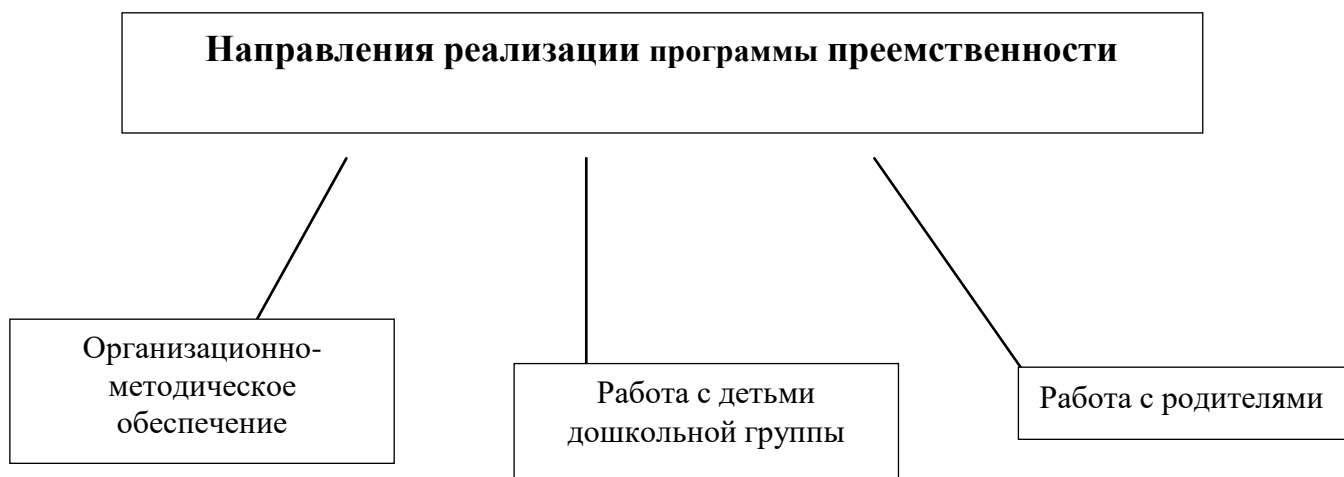 Направления реализации программы преемственности
Организационно-
методическое
обеспечение
Работа с детьми
дошкольной группы
Работа с родителями